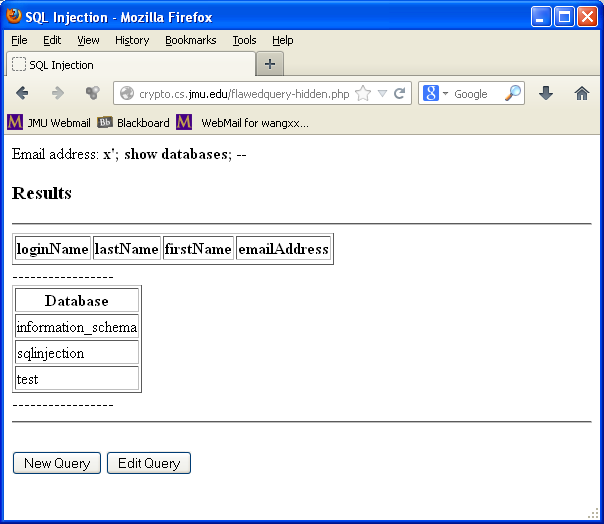 SQL Injection - Mozilla Firefox
File Edit View History Bookmarks Tools Help
SQL Injection
crypto.cs.jmu.edu/flawedquery-hidden.php Google
JMU Webmail Bb Blackboard WebMail for wangxx...
Email address: x'; show databases; --
Results
loginName lastName firstName emailAddress
----------------
Database
information_schema
sqlinjection
test
----------------
New Query Edit Query